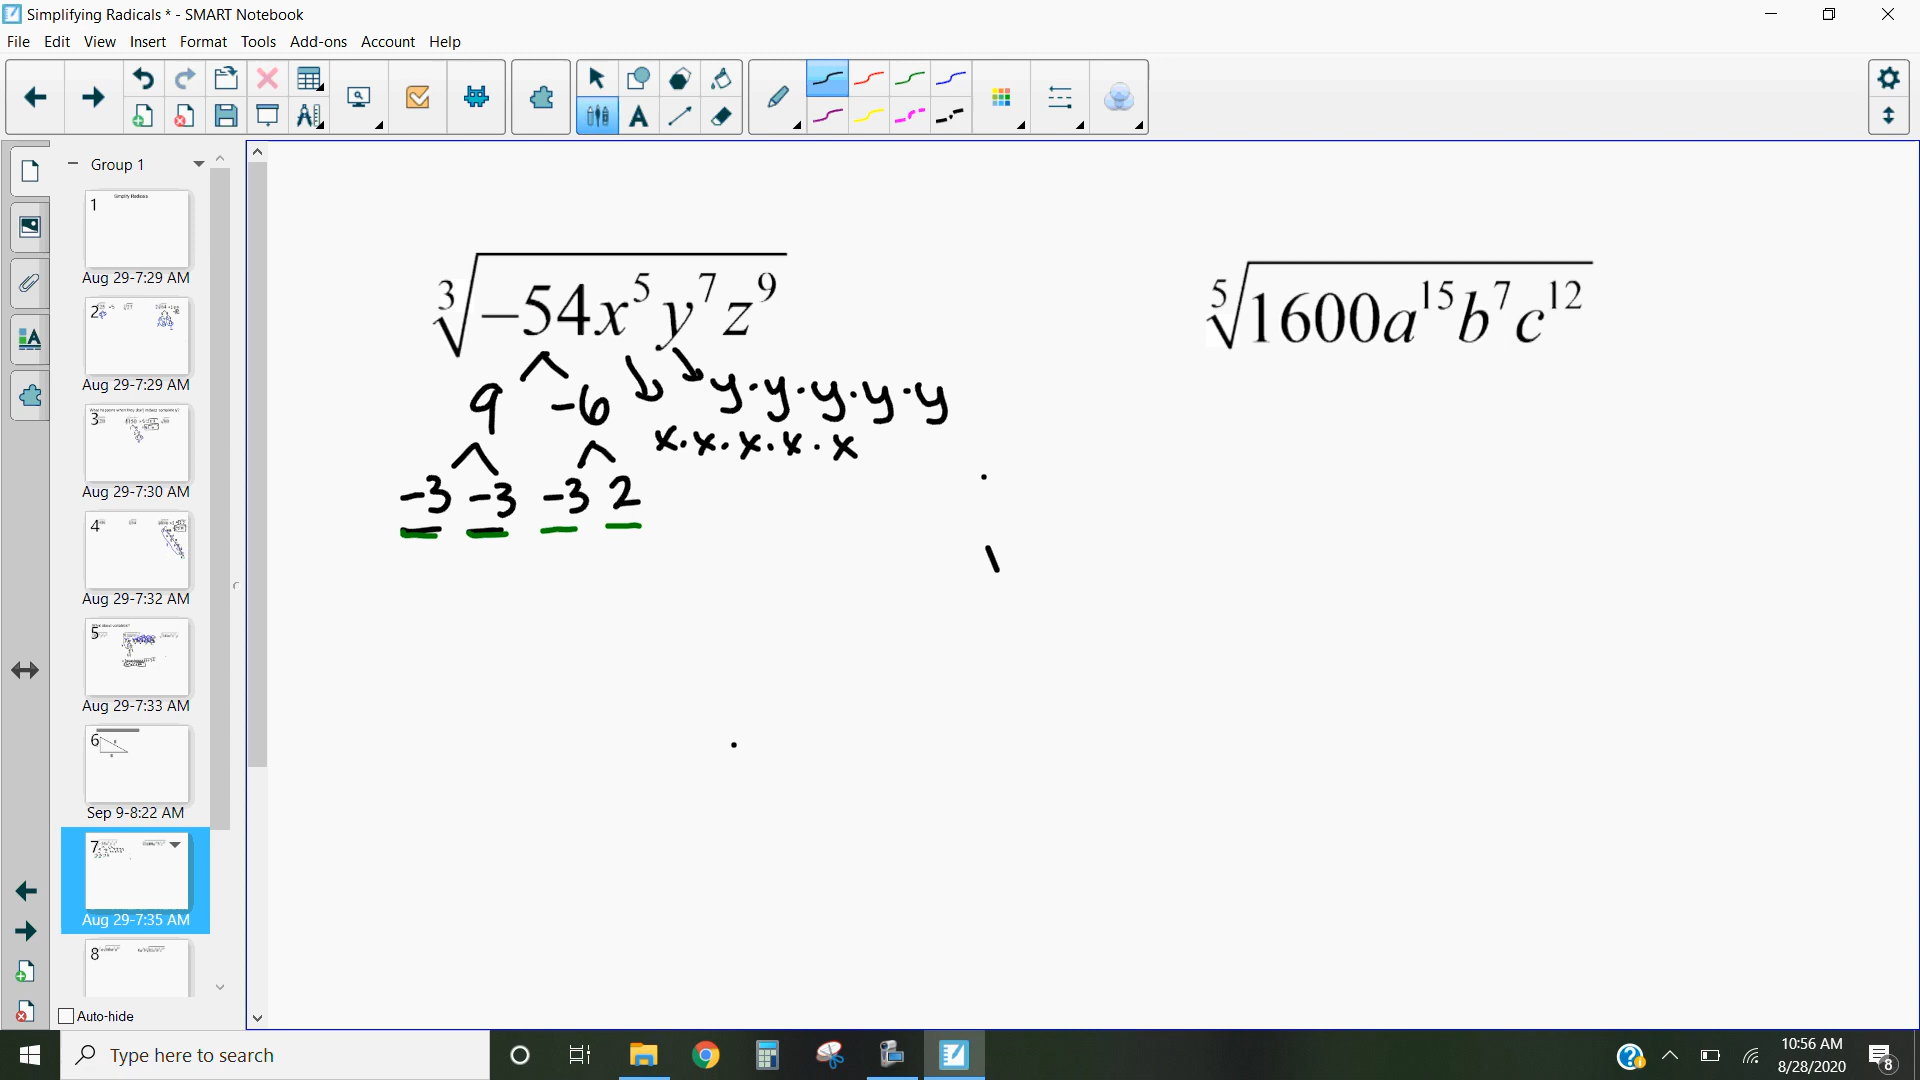 Simplifying Radicals * - SMART Notebook
File Edit View Insert Format Tools Add-ons Account Help
Group 1
1
Simplify Radicals
Aug 29-7:29 AM
2
Aug 29-7:29 AM
3
Aug 29-7:30 AM
4
Aug 29-7:32 AM
5
Aug 29-7:33 AM
6
Sep 9-8:22 AM
7
Aug 29-7:35 AM
8
Auto-hide
∛(-54x⁵y⁷z⁹)
9 -6 y·y·y·y·y
x·x·x·x·x
-3 -3 -3 2
⁵√(1600a¹⁵b⁷c¹²)
Type here to search
10:56 AM
8/28/2020
8